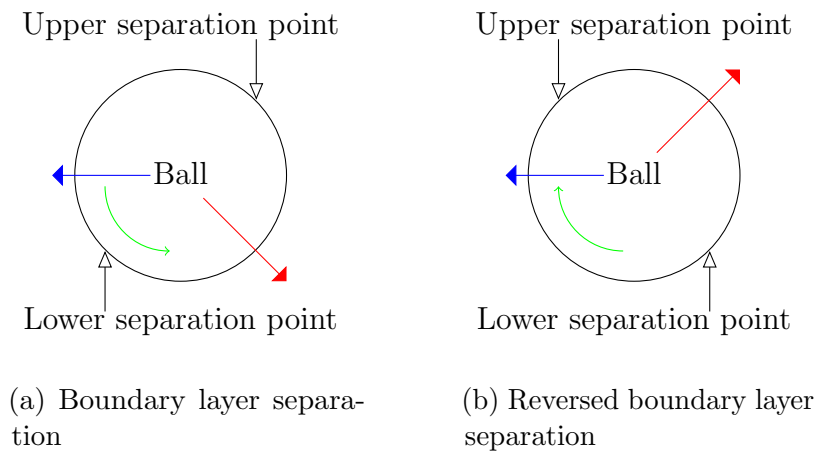 Upper separation point
Ball
Lower separation point
(a) Boundary layer separa-
tion
Upper separation point
Ball
Lower separation point
(b) Reversed boundary layer
separation